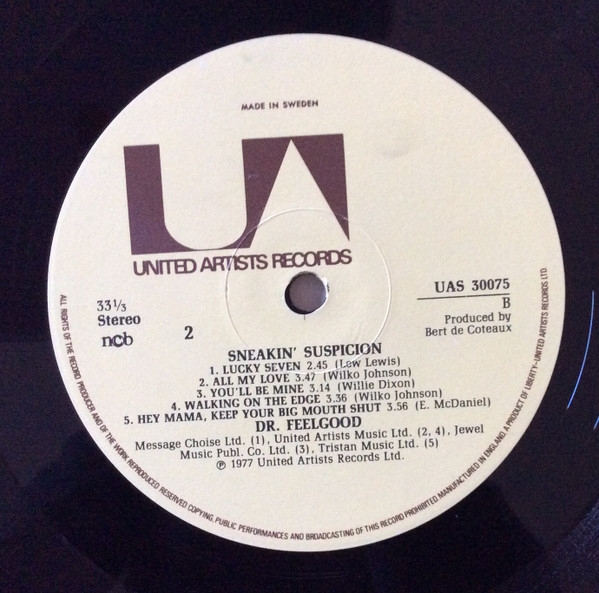 MADE IN SWEDEN
UA
UNITED ARTISTS RECORDS
33⅓
Stereo
ncb
2
UAS 30075
B
Produced by
Bert de Coteaux
SNEAKIN' SUSPICION
1. LUCKY SEVEN 2.45 (Lew Lewis)
2. ALL MY LOVE 3.47 (Wilko Johnson)
3. YOU'LL BE MINE 3.14 (Willie Dixon)
4. WALKING ON THE EDGE 3.36 (Wilko Johnson)
5. HEY MAMA, KEEP YOUR BIG MOUTH SHUT 3.56 (E. McDaniel)
DR. FEELGOOD
Message Choise Ltd. (1), United Artists Music Ltd. (2, 4), Jewel
Music Publ. Co Ltd. (3), Tristan Music Ltd. (5)
℗ 1977 United Artists Records Ltd.
ALL RIGHTS OF THE RECORD PRODUCER AND OF THE WORK REPRODUCED RESERVED COPYING, PUBLIC PERFORMANCES AND BROADCASTING OF THIS RECORD PROHIBITED MANUFACTURED IN ENGLAND A PRODUCT OF LIBERTY-UNITED ARTISTS RECORDS LTD